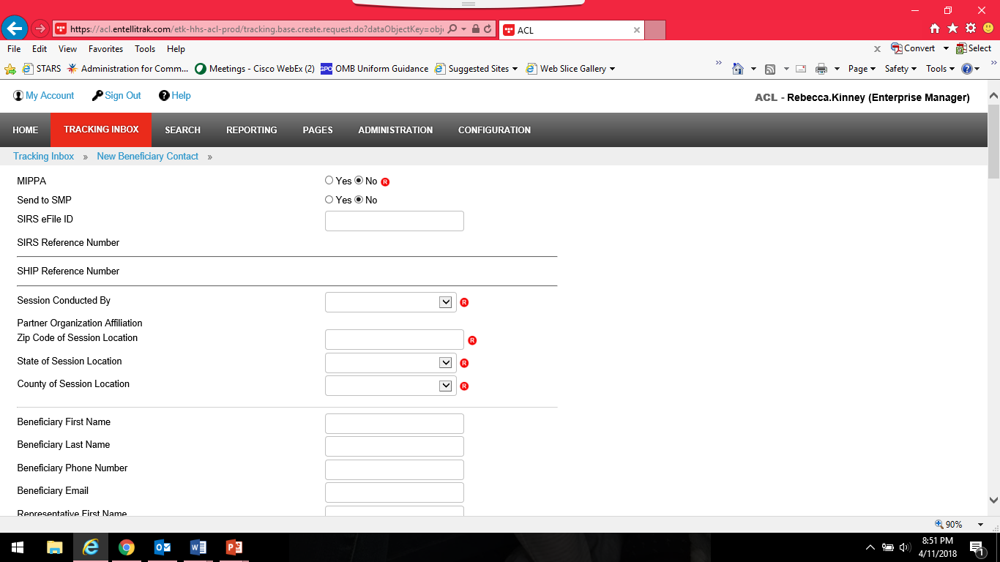 https://acl.entellitrak.com/etk-hhs-acl-prod/tracking.base.create.request.do?dataObjectKey=obj
ACL
File Edit View Favorites Tools Help
Convert Select
STARS Administration for Comm... Meetings - Cisco WebEx (2) GPO OMB Uniform Guidance Suggested Sites Web Slice Gallery Page Safety Tools
My Account Sign Out Help
ACL - Rebecca.Kinney (Enterprise Manager)
HOME TRACKING INBOX SEARCH REPORTING PAGES ADMINISTRATION CONFIGURATION
Tracking Inbox » New Beneficiary Contact »
MIPPA Yes No R
Send to SMP Yes No
SIRS eFile ID
SIRS Reference Number
SHIP Reference Number
Session Conducted By R
Partner Organization Affiliation
Zip Code of Session Location R
State of Session Location R
County of Session Location R
Beneficiary First Name
Beneficiary Last Name
Beneficiary Phone Number
Beneficiary Email
Representative First Name
90%
8:51 PM
4/11/2018
1